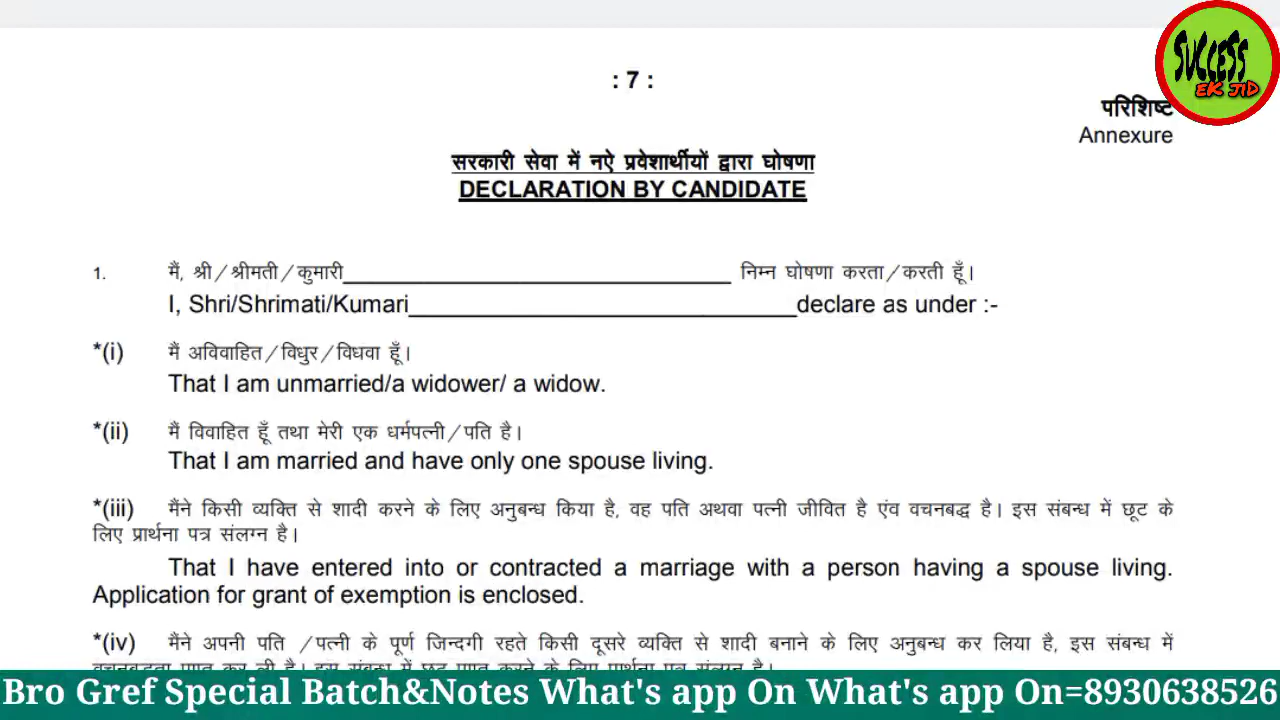 SUCCESS
EK JID
: 7 :
परिशिष्ट
Annexure
सरकारी सेवा में नऐ प्रवेशार्थीयों द्वारा घोषणा
DECLARATION BY CANDIDATE
1. मैं, श्री/श्रीमती/कुमारी______________________________ निम्न घोषणा करता/करती हूँ।
I, Shri/Shrimati/Kumari______________________________declare as under :-
*(i) मैं अविवाहित/विधुर/विधवा हूँ।
That I am unmarried/a widower/ a widow.
*(ii) मैं विवाहित हूँ तथा मेरी एक धर्मपत्नी/पति है।
That I am married and have only one spouse living.
*(iii) मैंने किसी व्यक्ति से शादी करने के लिए अनुबन्ध किया है, वह पति अथवा पत्नी जीवित है एंव वचनबद्ध है। इस संबन्ध में छूट के
लिए प्रार्थना पत्र संलग्न है।
That I have entered into or contracted a marriage with a person having a spouse living.
Application for grant of exemption is enclosed.
*(iv) मैंने अपनी पति /पत्नी के पूर्ण जिन्दगी रहते किसी दूसरे व्यक्ति से शादी बनाने के लिए अनुबन्ध कर लिया है, इस संबन्ध में
Bro Gref Special Batch&Notes What's app On What's app On=8930638526